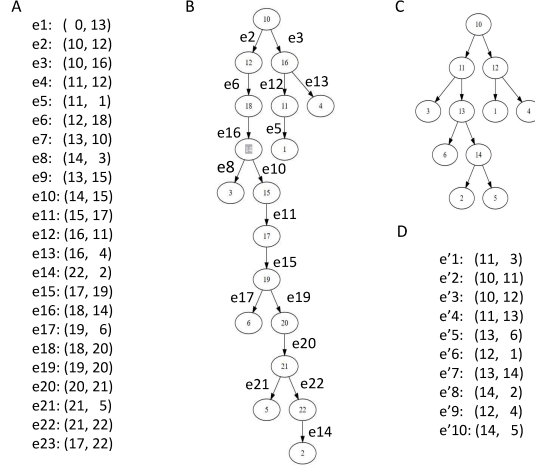 A
e1: ( 0, 13)
e2: (10, 12)
e3: (10, 16)
e4: (11, 12)
e5: (11, 1)
e6: (12, 18)
e7: (13, 10)
e8: (14, 3)
e9: (13, 15)
e10: (14, 15)
e11: (15, 17)
e12: (16, 11)
e13: (16, 4)
e14: (22, 2)
e15: (17, 19)
e16: (18, 14)
e17: (19, 6)
e18: (18, 20)
e19: (19, 20)
e20: (20, 21)
e21: (21, 5)
e22: (21, 22)
e23: (17, 22)
B
10
e2 e3
12 16
e6 e12 e13
18 11 4
e16 e5
1
e8 e10
3 15
e11
17
e15
19
e17 e19
6 20
e20
21
e21 e22
5 22
e14
2
C
10
11 12
3 13 1 4
6 14
2 5
D
e'1: (11, 3)
e'2: (10, 11)
e'3: (10, 12)
e'4: (11, 13)
e'5: (13, 6)
e'6: (12, 1)
e'7: (13, 14)
e'8: (14, 2)
e'9: (12, 4)
e'10: (14, 5)